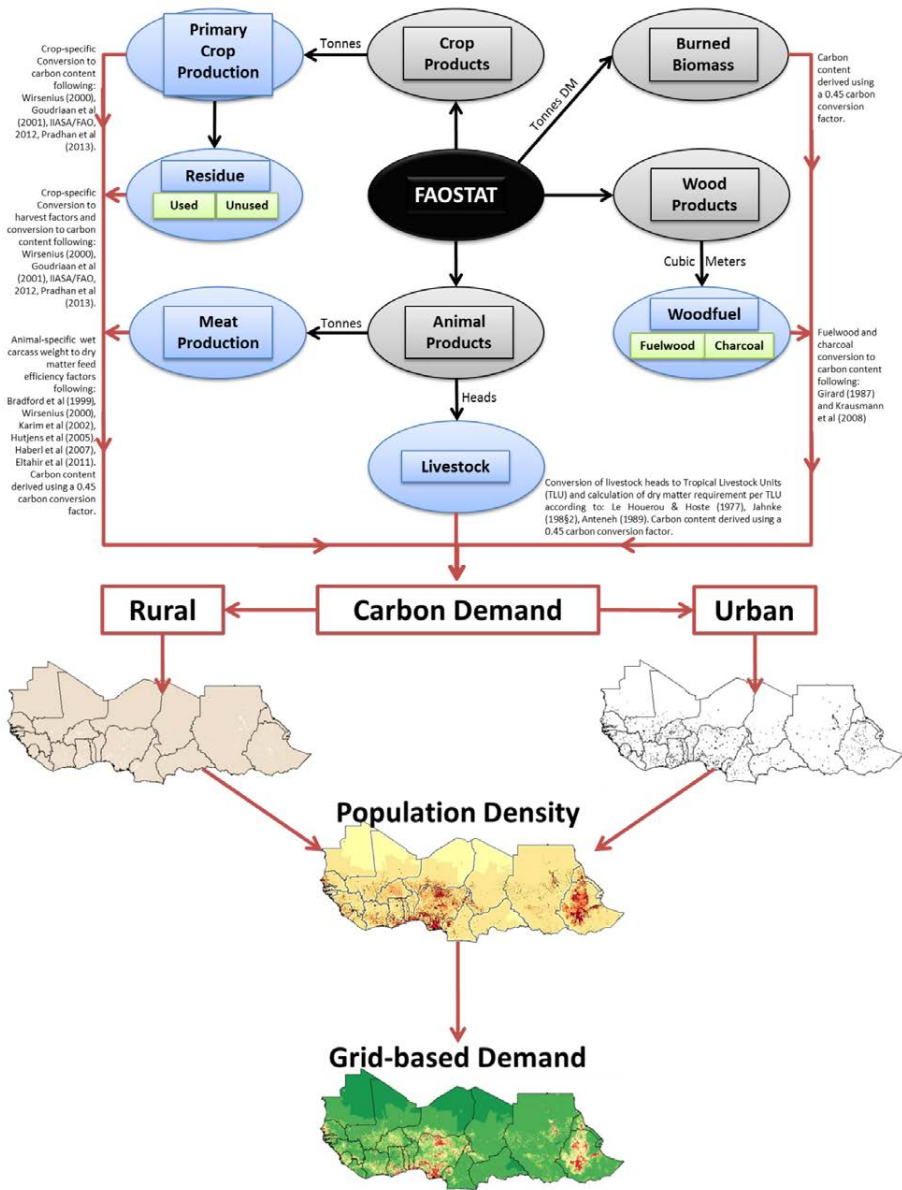 Crop-specific
Conversion to
carbon content
following:
Wirsenius (2000),
Goudriaan et al
(2001), IIASA/FAO,
2012, Pradhan et al
(2013).
Primary
Crop
Production
Tonnes
Crop
Products
Burned
Biomass
Carbon
content
derived using
a 0.45 carbon
conversion
factor.
Tonnes DM
Crop-specific
Conversion to
harvest factors and
conversion to carbon
content following:
Wirsenius (2000),
Goudriaan et al
(2001), IIASA/FAO,
2012, Pradhan et al
(2013).
Residue
Used
Unused
FAOSTAT
Wood
Products
Cubic Meters
Animal-specific wet
carcass weight to dry
matter feed
efficiency factors
following:
Bradford et al (1999),
Wirsenius (2000),
Karim et al (2002),
Hutjens et al (2005),
Haberl et al (2007),
Eltahir et al (2011).
Carbon content
derived using a 0.45
carbon conversion
factor.
Meat
Production
Tonnes
Animal
Products
Woodfuel
Fuelwood
Charcoal
Fuelwood and
charcoal
conversion to
carbon content
following:
Girard (1987)
and Krausmann
et al (2008)
Heads
Livestock
Conversion of livestock heads to Tropical Livestock Units
(TLU) and calculation of dry matter requirement per TLU
according to: Le Houerou & Hoste (1977), Jahnke
(198§2), Anteneh (1989). Carbon content derived using a
0.45 carbon conversion factor.
Rural
Carbon Demand
Urban
Population Density
Grid-based Demand